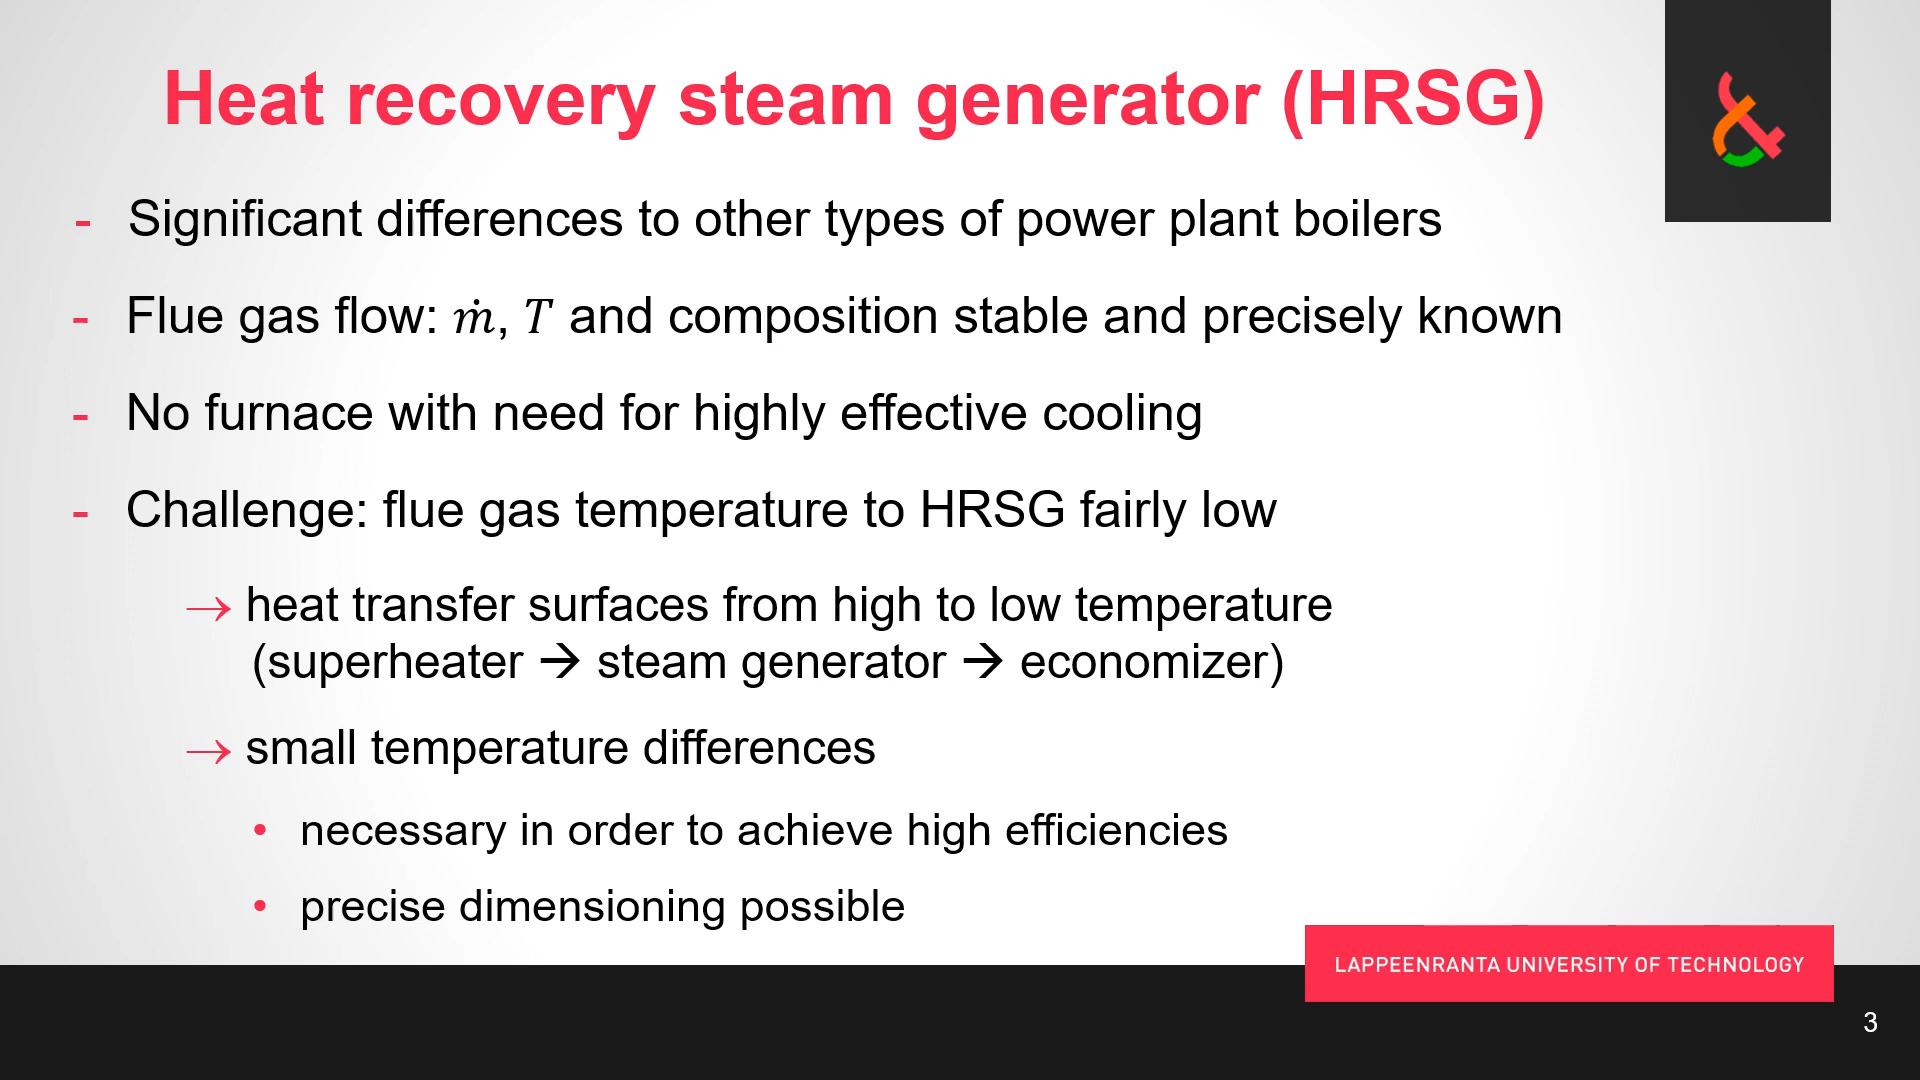 Heat recovery steam generator (HRSG)
- Significant differences to other types of power plant boilers
- Flue gas flow: ṁ, T and composition stable and precisely known
- No furnace with need for highly effective cooling
- Challenge: flue gas temperature to HRSG fairly low
→ heat transfer surfaces from high to low temperature
(superheater → steam generator → economizer)
→ small temperature differences
• necessary in order to achieve high efficiencies
• precise dimensioning possible
LAPPEENRANTA UNIVERSITY OF TECHNOLOGY
3